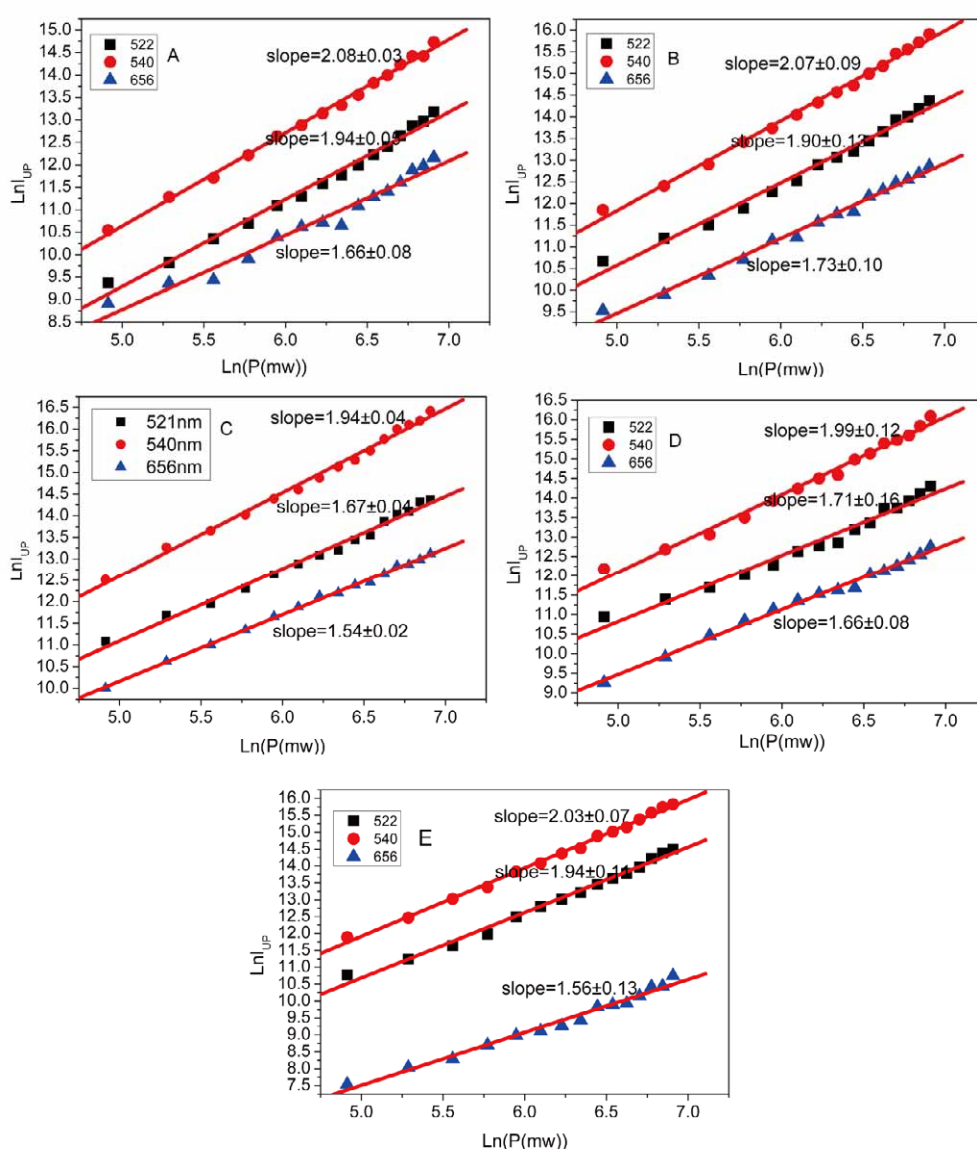 15.0
14.5
14.0
13.5
13.0
12.5
12.0
11.5
11.0
10.5
10.0
9.5
9.0
8.5
LnI_UP
522
540
656
A
slope=2.08±0.03
slope=1.94±0.05
slope=1.66±0.08
5.0 5.5 6.0 6.5 7.0
Ln(P(mw))
16.0
15.5
15.0
14.5
14.0
13.5
13.0
12.5
12.0
11.5
11.0
10.5
10.0
9.5
LnI_UP
522
540
656
B
slope=2.07±0.09
slope=1.90±0.13
slope=1.73±0.10
5.0 5.5 6.0 6.5 7.0
Ln(P(mw))
16.5
16.0
15.5
15.0
14.5
14.0
13.5
13.0
12.5
12.0
11.5
11.0
10.5
10.0
LnI_UP
521nm
540nm
656nm
C
slope=1.94±0.04
slope=1.67±0.04
slope=1.54±0.02
5.0 5.5 6.0 6.5 7.0
Ln(P(mw))
16.5
16.0
15.5
15.0
14.5
14.0
13.5
13.0
12.5
12.0
11.5
11.0
10.5
10.0
9.5
9.0
LnI_UP
522
540
656
D
slope=1.99±0.12
slope=1.71±0.16
slope=1.66±0.08
5.0 5.5 6.0 6.5 7.0
Ln(P(mw))
16.0
15.5
15.0
14.5
14.0
13.5
13.0
12.5
12.0
11.5
11.0
10.5
10.0
9.5
9.0
8.5
8.0
7.5
LnI_UP
522
540
656
E
slope=2.03±0.07
slope=1.94±0.11
slope=1.56±0.13
5.0 5.5 6.0 6.5 7.0
Ln(P(mw))